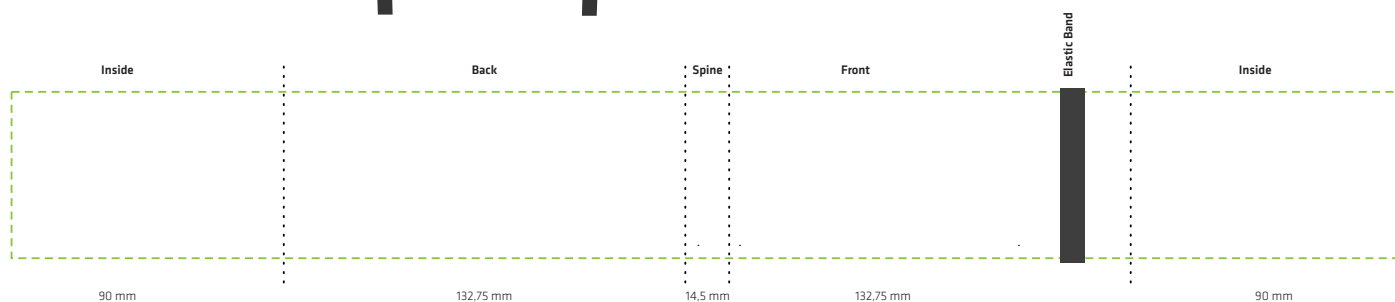 Elastic Band
Inside Back Spine Front Inside
90 mm 132,75 mm 14,5 mm 132,75 mm 90 mm